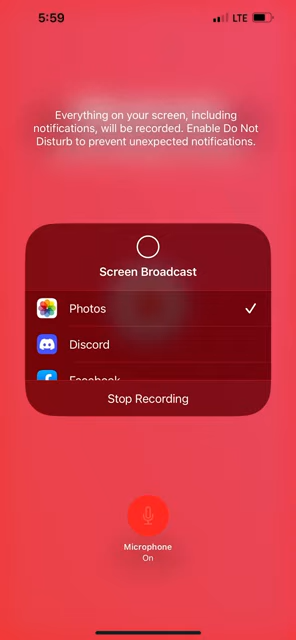 5:59
LTE
Everything on your screen, including
notifications, will be recorded. Enable Do Not
Disturb to prevent unexpected notifications.
Screen Broadcast
Photos
Discord
Facebook
Stop Recording
Microphone
On